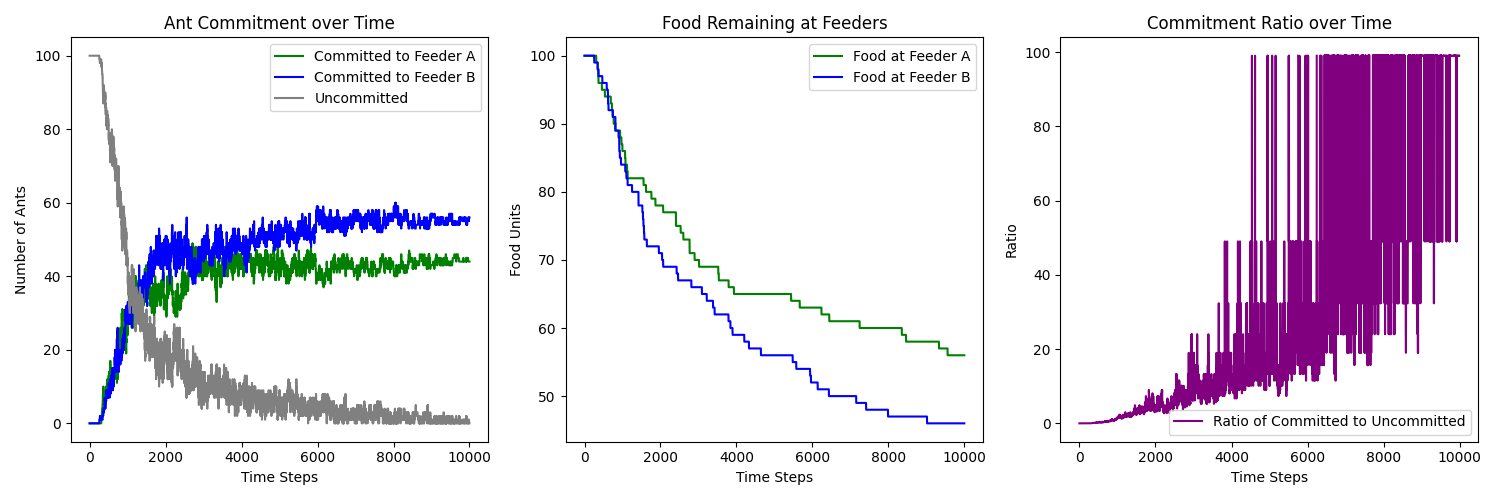 Ant Commitment over Time
Number of Ants
100
80
60
40
20
0
0 2000 4000 6000 8000 10000
Time Steps
Committed to Feeder A
Committed to Feeder B
Uncommitted
Food Remaining at Feeders
Food Units
100
90
80
70
60
50
0 2000 4000 6000 8000 10000
Time Steps
Food at Feeder A
Food at Feeder B
Commitment Ratio over Time
Ratio
100
80
60
40
20
0
0 2000 4000 6000 8000 10000
Time Steps
Ratio of Committed to Uncommitted